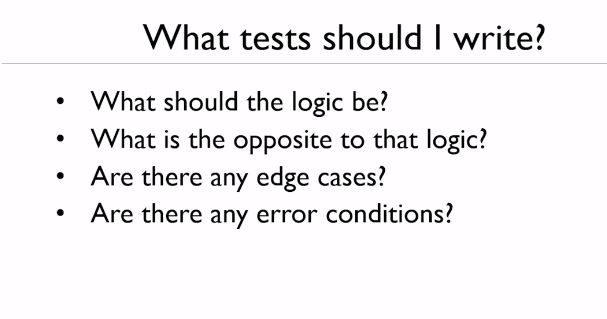 What tests should I write?
• What should the logic be?
• What is the opposite to that logic?
• Are there any edge cases?
• Are there any error conditions?